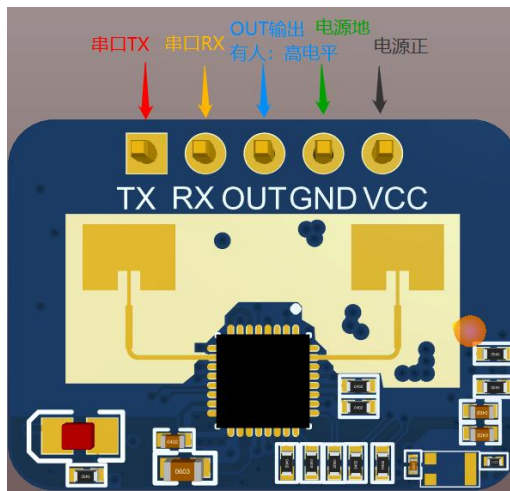 串口TX
串口RX
OUT输出
有人：高电平
电源地
电源正
TX RX OUT GND VCC
0402
0603